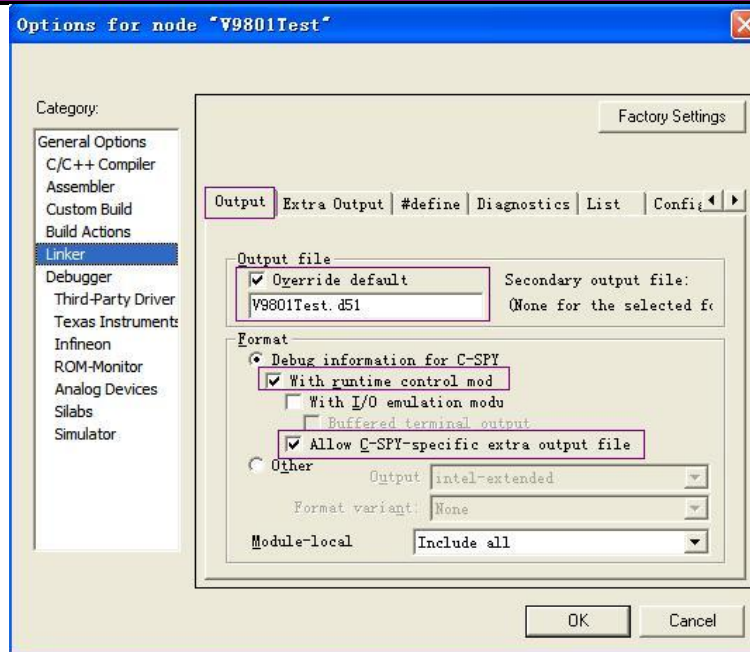 Options for node "V9801Test"
Category:
Factory Settings
General Options
C/C++ Compiler
Assembler
Custom Build
Build Actions
Linker
Debugger
Third-Party Driver
Texas Instruments
Infineon
ROM-Monitor
Analog Devices
Silabs
Simulator
Output Extra Output #define Diagnostics List
Output file
Override default
V9801Test.d51
Secondary output file:
(None for the selected
Format
Debug information for C-SPY
With runtime control mod
With I/O emulation modu
Buffered terminal output
Allow C-SPY-specific extra output file
Other
Output intel-extended
Format variant: None
Module-local Include all
OK Cancel